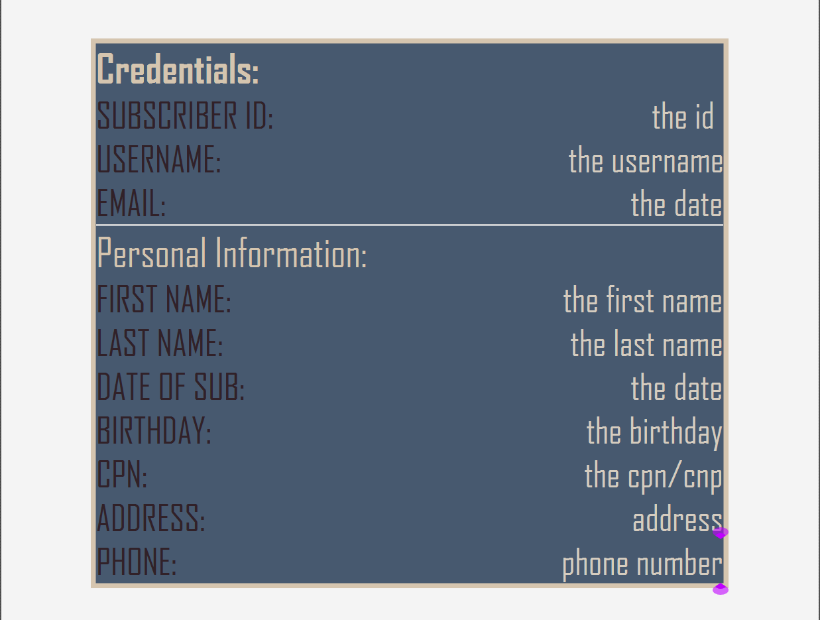 Credentials:
SUBSCRIBER ID: the id
USERNAME: the username
EMAIL: the date
Personal Information:
FIRST NAME: the first name
LAST NAME: the last name
DATE OF SUB: the date
BIRTHDAY: the birthday
CPN: the cpn/cnp
ADDRESS: address
PHONE: phone number